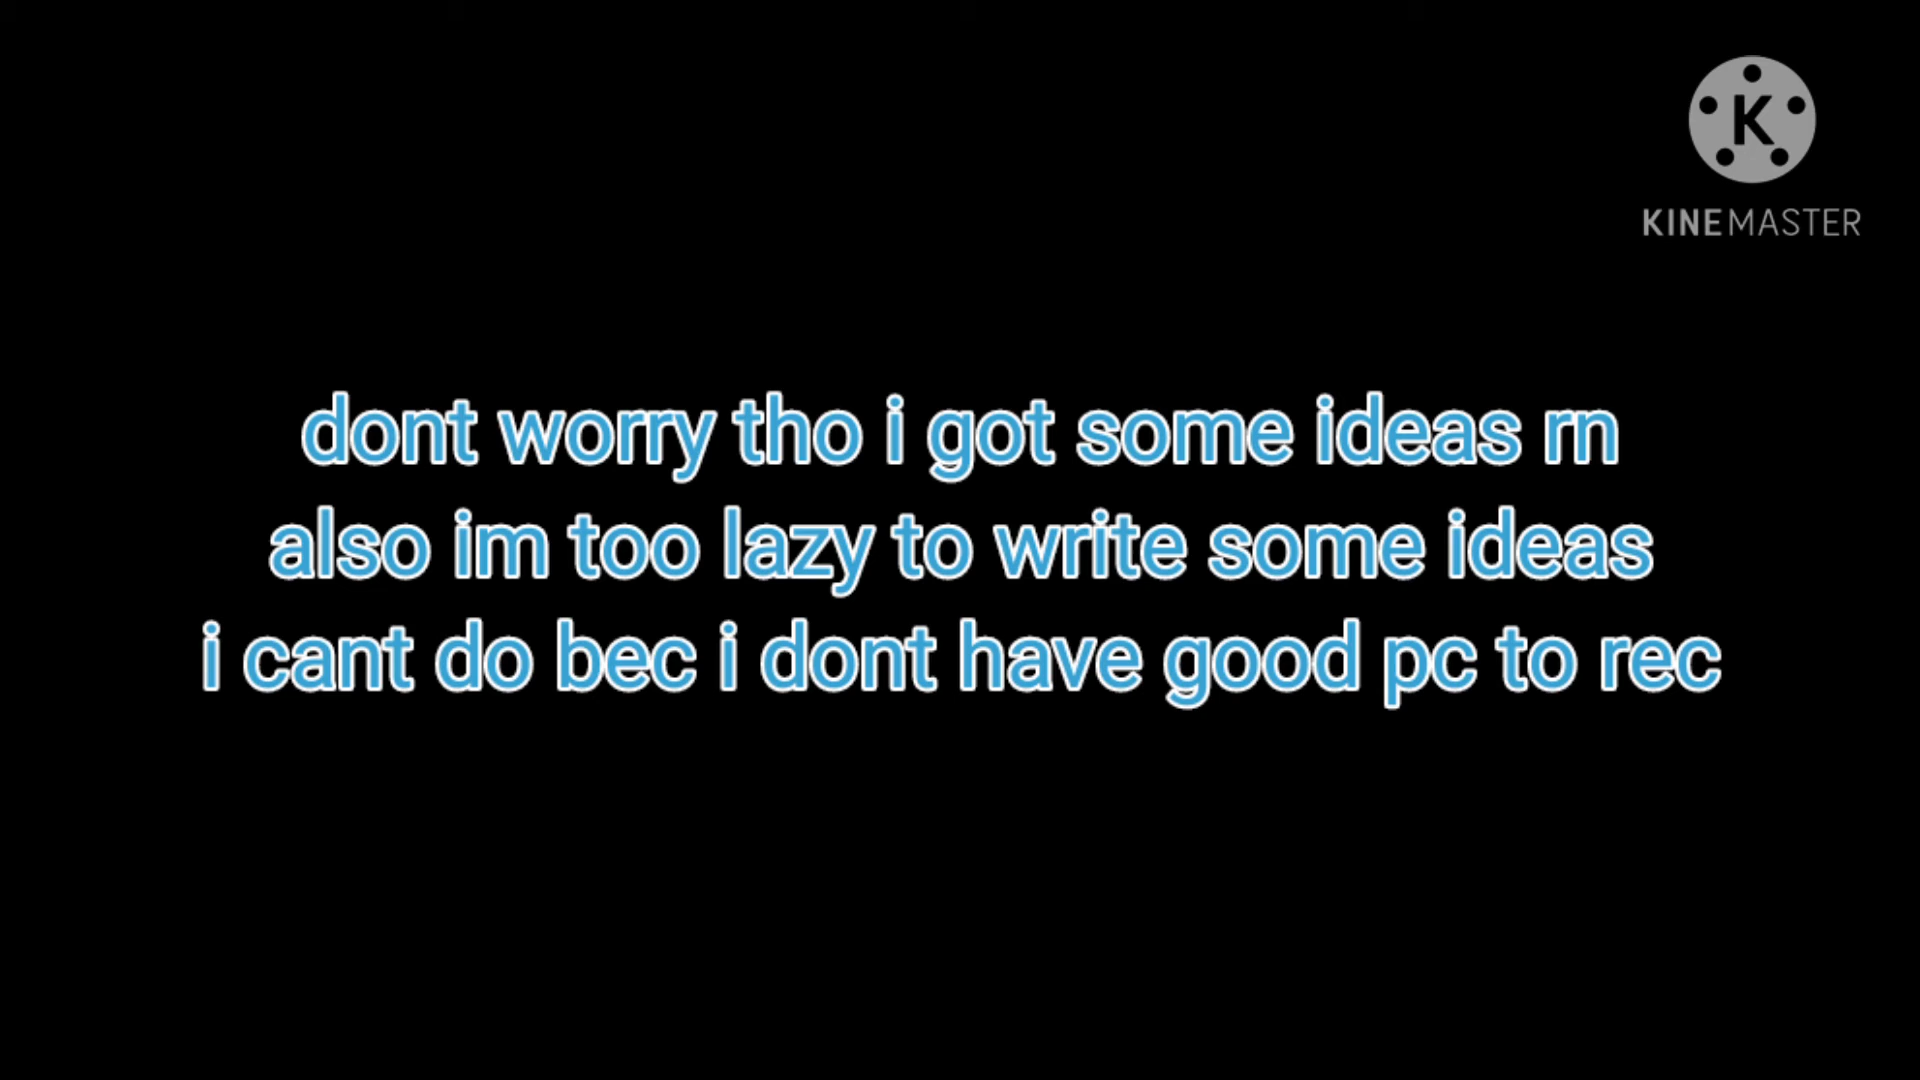 K
KINEMASTER
dont worry tho i got some ideas rn
also im too lazy to write some ideas
i cant do bec i dont have good pc to rec